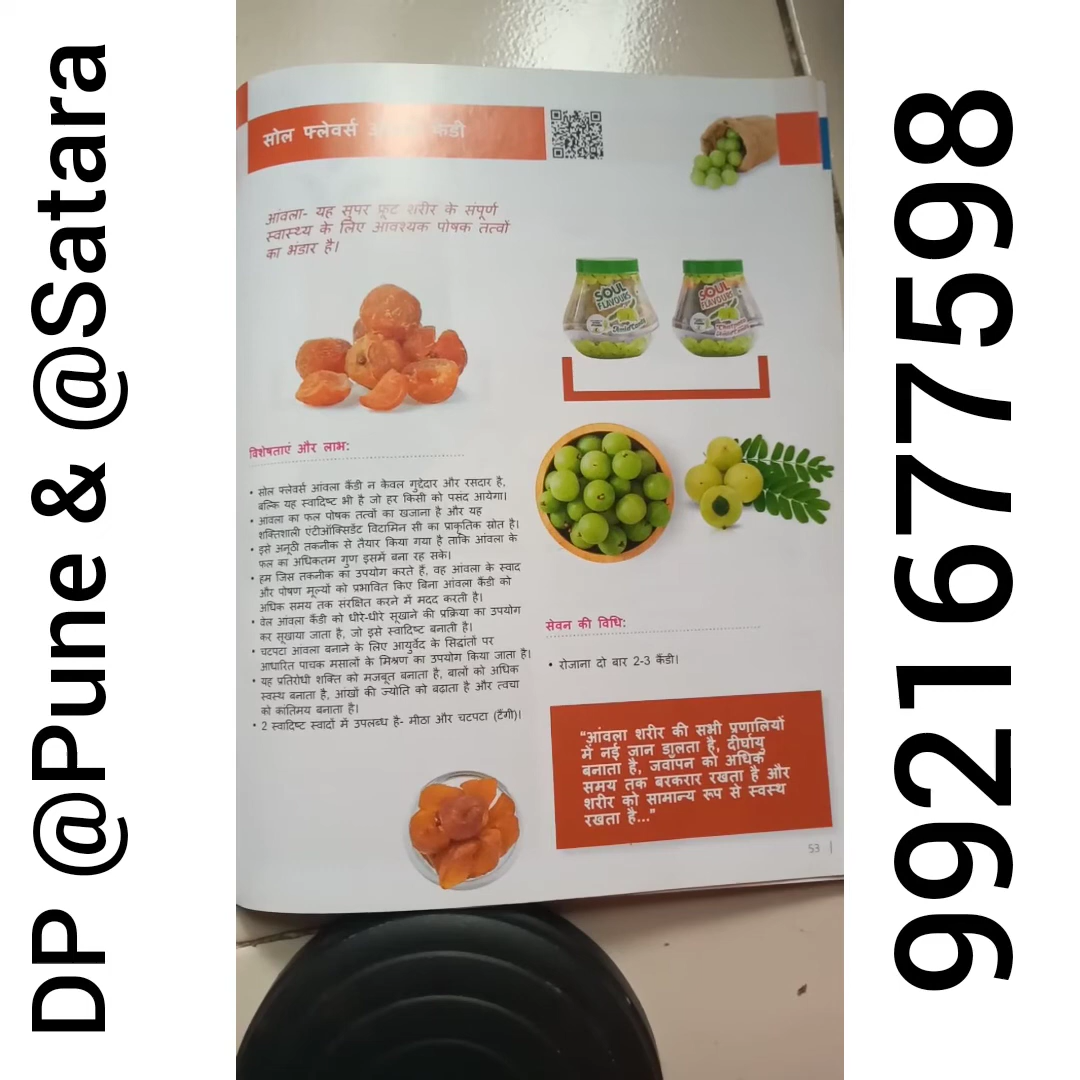 DP @Pune & @Satara
सोल फ्लेवर्स कैंडी
आंवला- यह सुपर फ्रूट शरीर के संपूर्ण
स्वास्थ्य के लिए आवश्यक पोषक तत्वों
का भंडार है।
SOUL
FLAVOURS
SOUL
FLAVOURS
विशेषताएं और लाभ:
• सोल फ्लेवर्स आंवला कैंडी न केवल गुद्देदार और रसदार है,
बल्कि यह स्वादिष्ट भी है जो हर किसी को पसंद आयेगा।
• आंवला का फल पोषक तत्वों का खजाना है और यह
शक्तिशाली एंटीऑक्सिडेंट विटामिन सी का प्राकृतिक स्रोत है।
• इसे अनूठी तकनीक से तैयार किया गया है ताकि आंवला के
फल का अधिकतम गुण इसमें बना रह सके।
• हम जिस तकनीक का उपयोग करते हैं, वह आंवला के स्वाद
और पोषण मूल्यों को प्रभावित किए बिना आंवला कैंडी को
अधिक समय तक संरक्षित करने में मदद करती है।
• वेल आंवला कैंडी को धीरे-धीरे सूखाने की प्रक्रिया का उपयोग
कर सूखाया जाता है, जो इसे स्वादिष्ट बनाती है।
• चटपटा आंवला बनाने के लिए आयुर्वेद के सिद्धांतों पर
आधारित पाचक मसालों के मिश्रण का उपयोग किया जाता है।
• यह प्रतिरोधी शक्ति को मजबूत बनाता है, बालों को अधिक
स्वस्थ बनाता है, आंखों की ज्योति को बढ़ाता है और त्वचा
को कांतिमय बनाता है।
• 2 स्वादिष्ट स्वादों में उपलब्ध है- मीठा और चटपटा (टैंगी)।
सेवन की विधि:
• रोजाना दो बार 2-3 कैंडी।
"आंवला शरीर की सभी प्रणालियों
में नई जान डालता है, दीर्घायु
बनाता है, जवाँपन को अधिक
समय तक बरकरार रखता है और
शरीर को सामान्य रूप से स्वस्थ
रखता है..."
53
9921677598